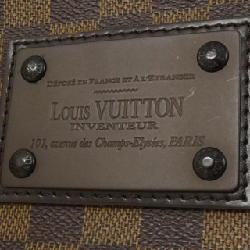 DÉPOSÉ EN FRANCE ET À L'ÉTRANGER
LOUIS VUITTON
INVENTEUR
101, avenue des Champs-Elysées, PARIS